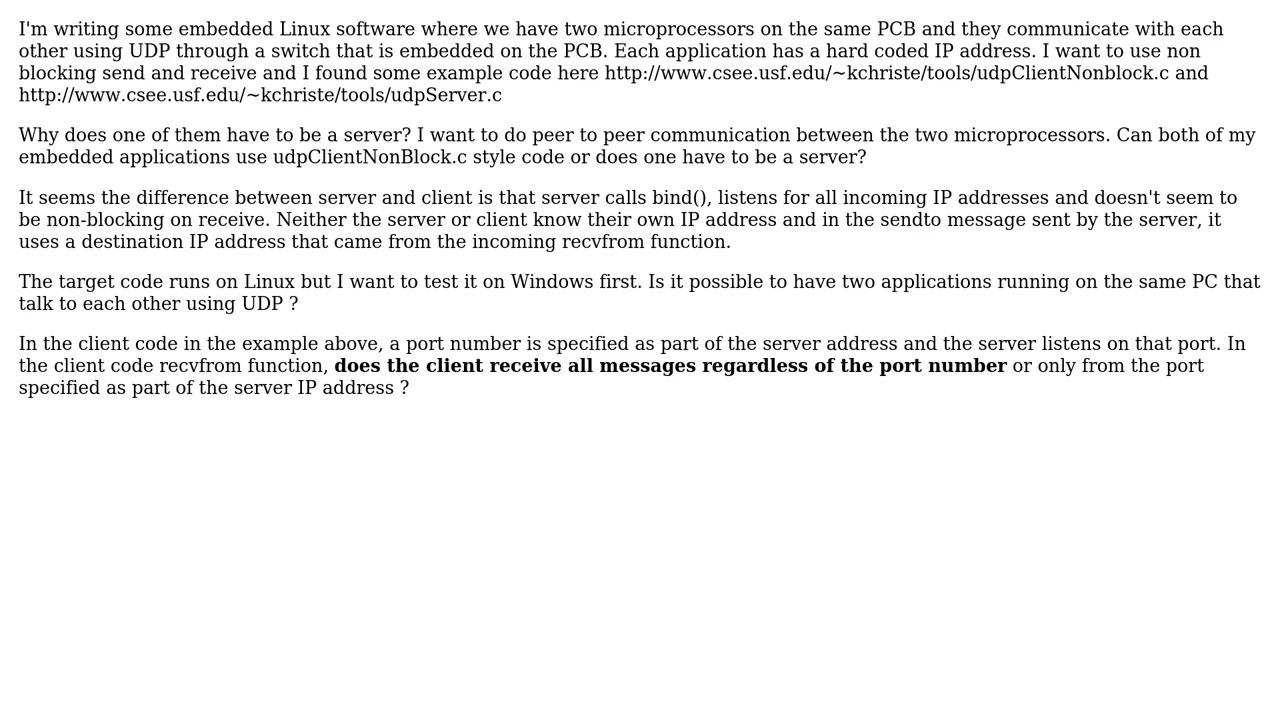 I'm writing some embedded Linux software where we have two microprocessors on the same PCB and they communicate with each
other using UDP through a switch that is embedded on the PCB. Each application has a hard coded IP address. I want to use non
blocking send and receive and I found some example code here http://www.csee.usf.edu/~kchriste/tools/udpClientNonblock.c and
http://www.csee.usf.edu/~kchriste/tools/udpServer.c
Why does one of them have to be a server? I want to do peer to peer communication between the two microprocessors. Can both of my
embedded applications use udpClientNonBlock.c style code or does one have to be a server?
It seems the difference between server and client is that server calls bind(), listens for all incoming IP addresses and doesn't seem to
be non-blocking on receive. Neither the server or client know their own IP address and in the sendto message sent by the server, it
uses a destination IP address that came from the incoming recvfrom function.
The target code runs on Linux but I want to test it on Windows first. Is it possible to have two applications running on the same PC that
talk to each other using UDP ?
In the client code in the example above, a port number is specified as part of the server address and the server listens on that port. In
the client code recvfrom function, does the client receive all messages regardless of the port number or only from the port
specified as part of the server IP address ?